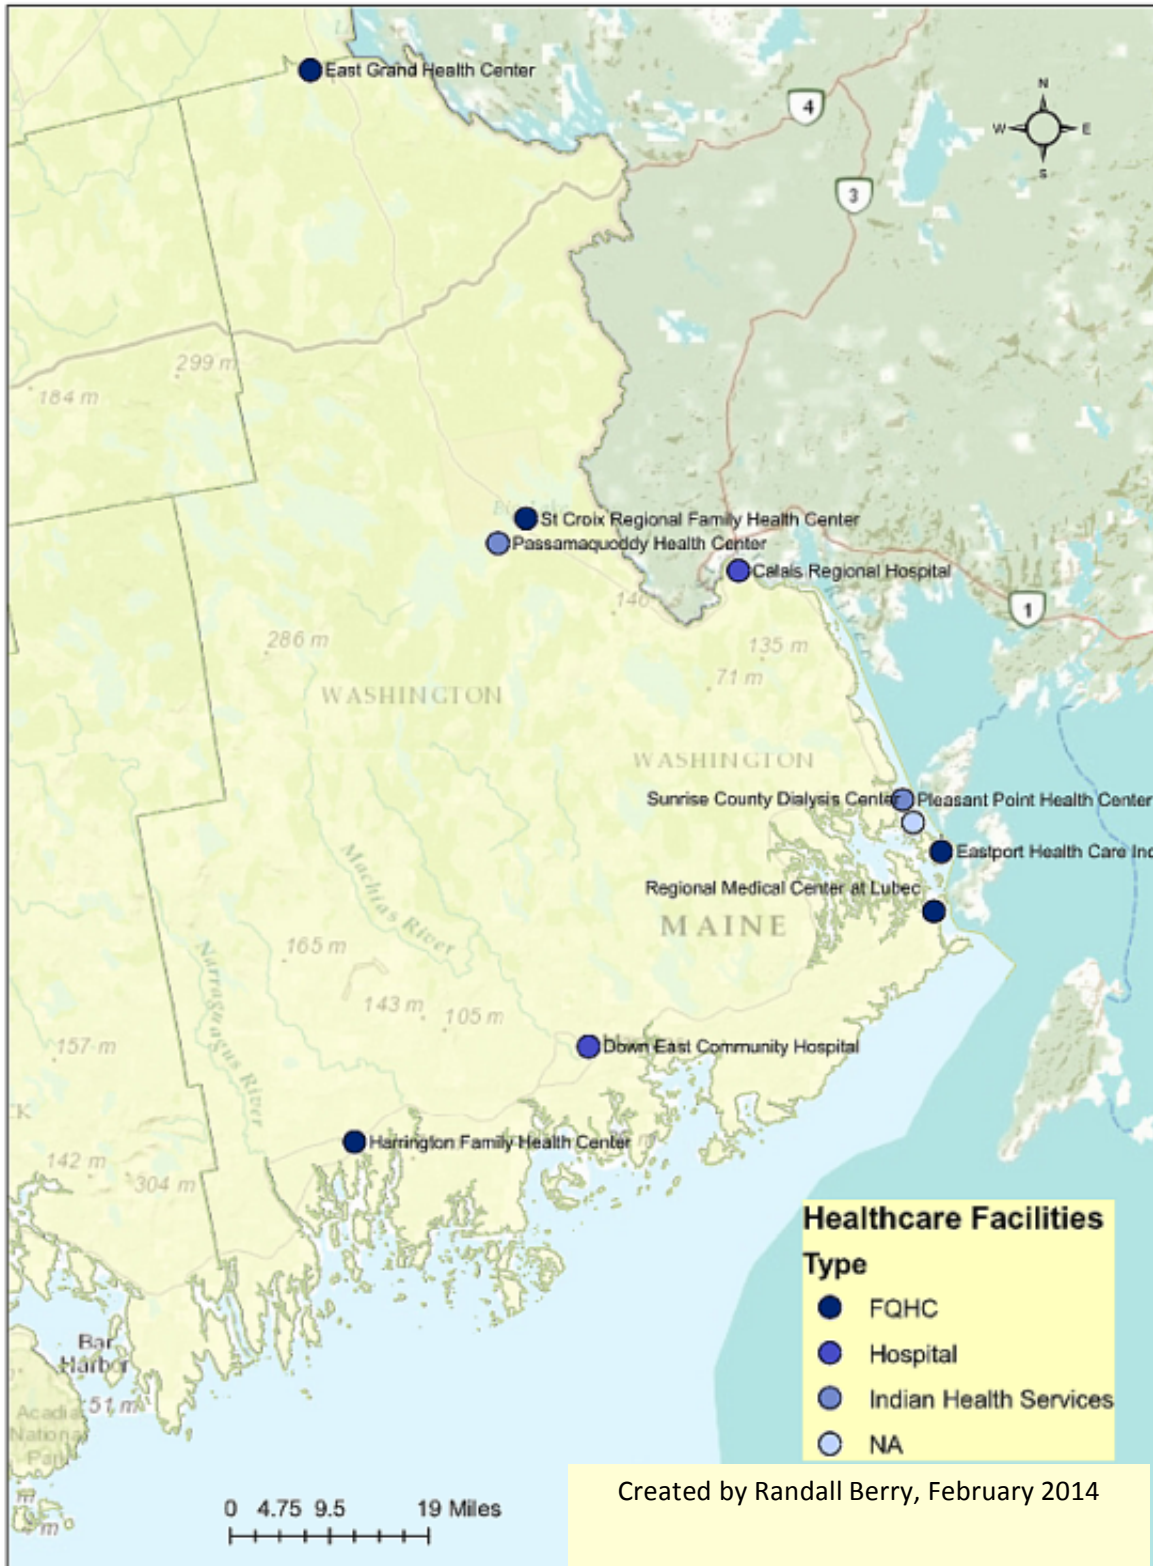 East Grand Health Center
4
N
W
E
S
3
299 m
184 m
St Croix Regional Family Health Center
Passamaquoddy Health Center
Calais Regional Hospital
1
River
286 m
135 m
71 m
WASHINGTON
WASHINGTON
Sunrise County Dialysis Center
Pleasant Point Health Center
Eastport Health Care Inc
Regional Medical Center at Lubec
MAINE
Machias River
165 m
Narraguagus River
143 m
105 m
157 m
Down East Community Hospital
Harrington Family Health Center
142 m
304 m
Healthcare Facilities
Type
FQHC
Hospital
Indian Health Services
NA
Bar
Harbor
51 m
Acadia
National
Park
0 4.75 9.5 19 Miles
Created by Randall Berry, February 2014